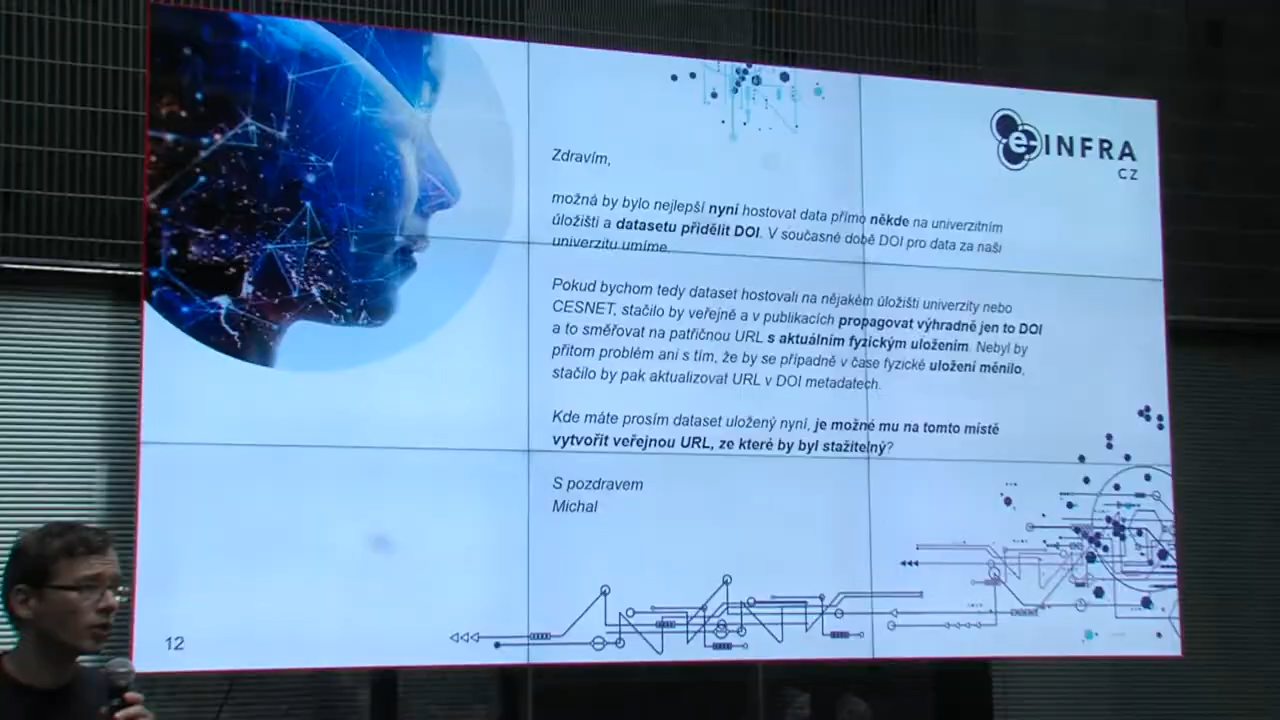 e-INFRA
CZ
Zdravím,
možná by bylo nejlepší nyní hostovat data přímo někde na univerzitním
úložišti a datasetu přidělit DOI. V současné době DOI pro data za naši
univerzitu umíme.
Pokud bychom tedy dataset hostovali na nějakém úložišti univerzity nebo
CESNET, stačilo by veřejně a v publikacích propagovat výhradně jen to DOI
a to směřovat na patřičnou URL s aktuálním fyzickým uložením. Nebyl by
přitom problém ani s tím, že by se případně v čase fyzické uložení měnilo,
stačilo by pak aktualizovat URL v DOI metadatech.
Kde máte prosím dataset uložený nyní, je možné mu na tomto místě
vytvořit veřejnou URL, ze které by byl stažitelný?
S pozdravem
Michal
12